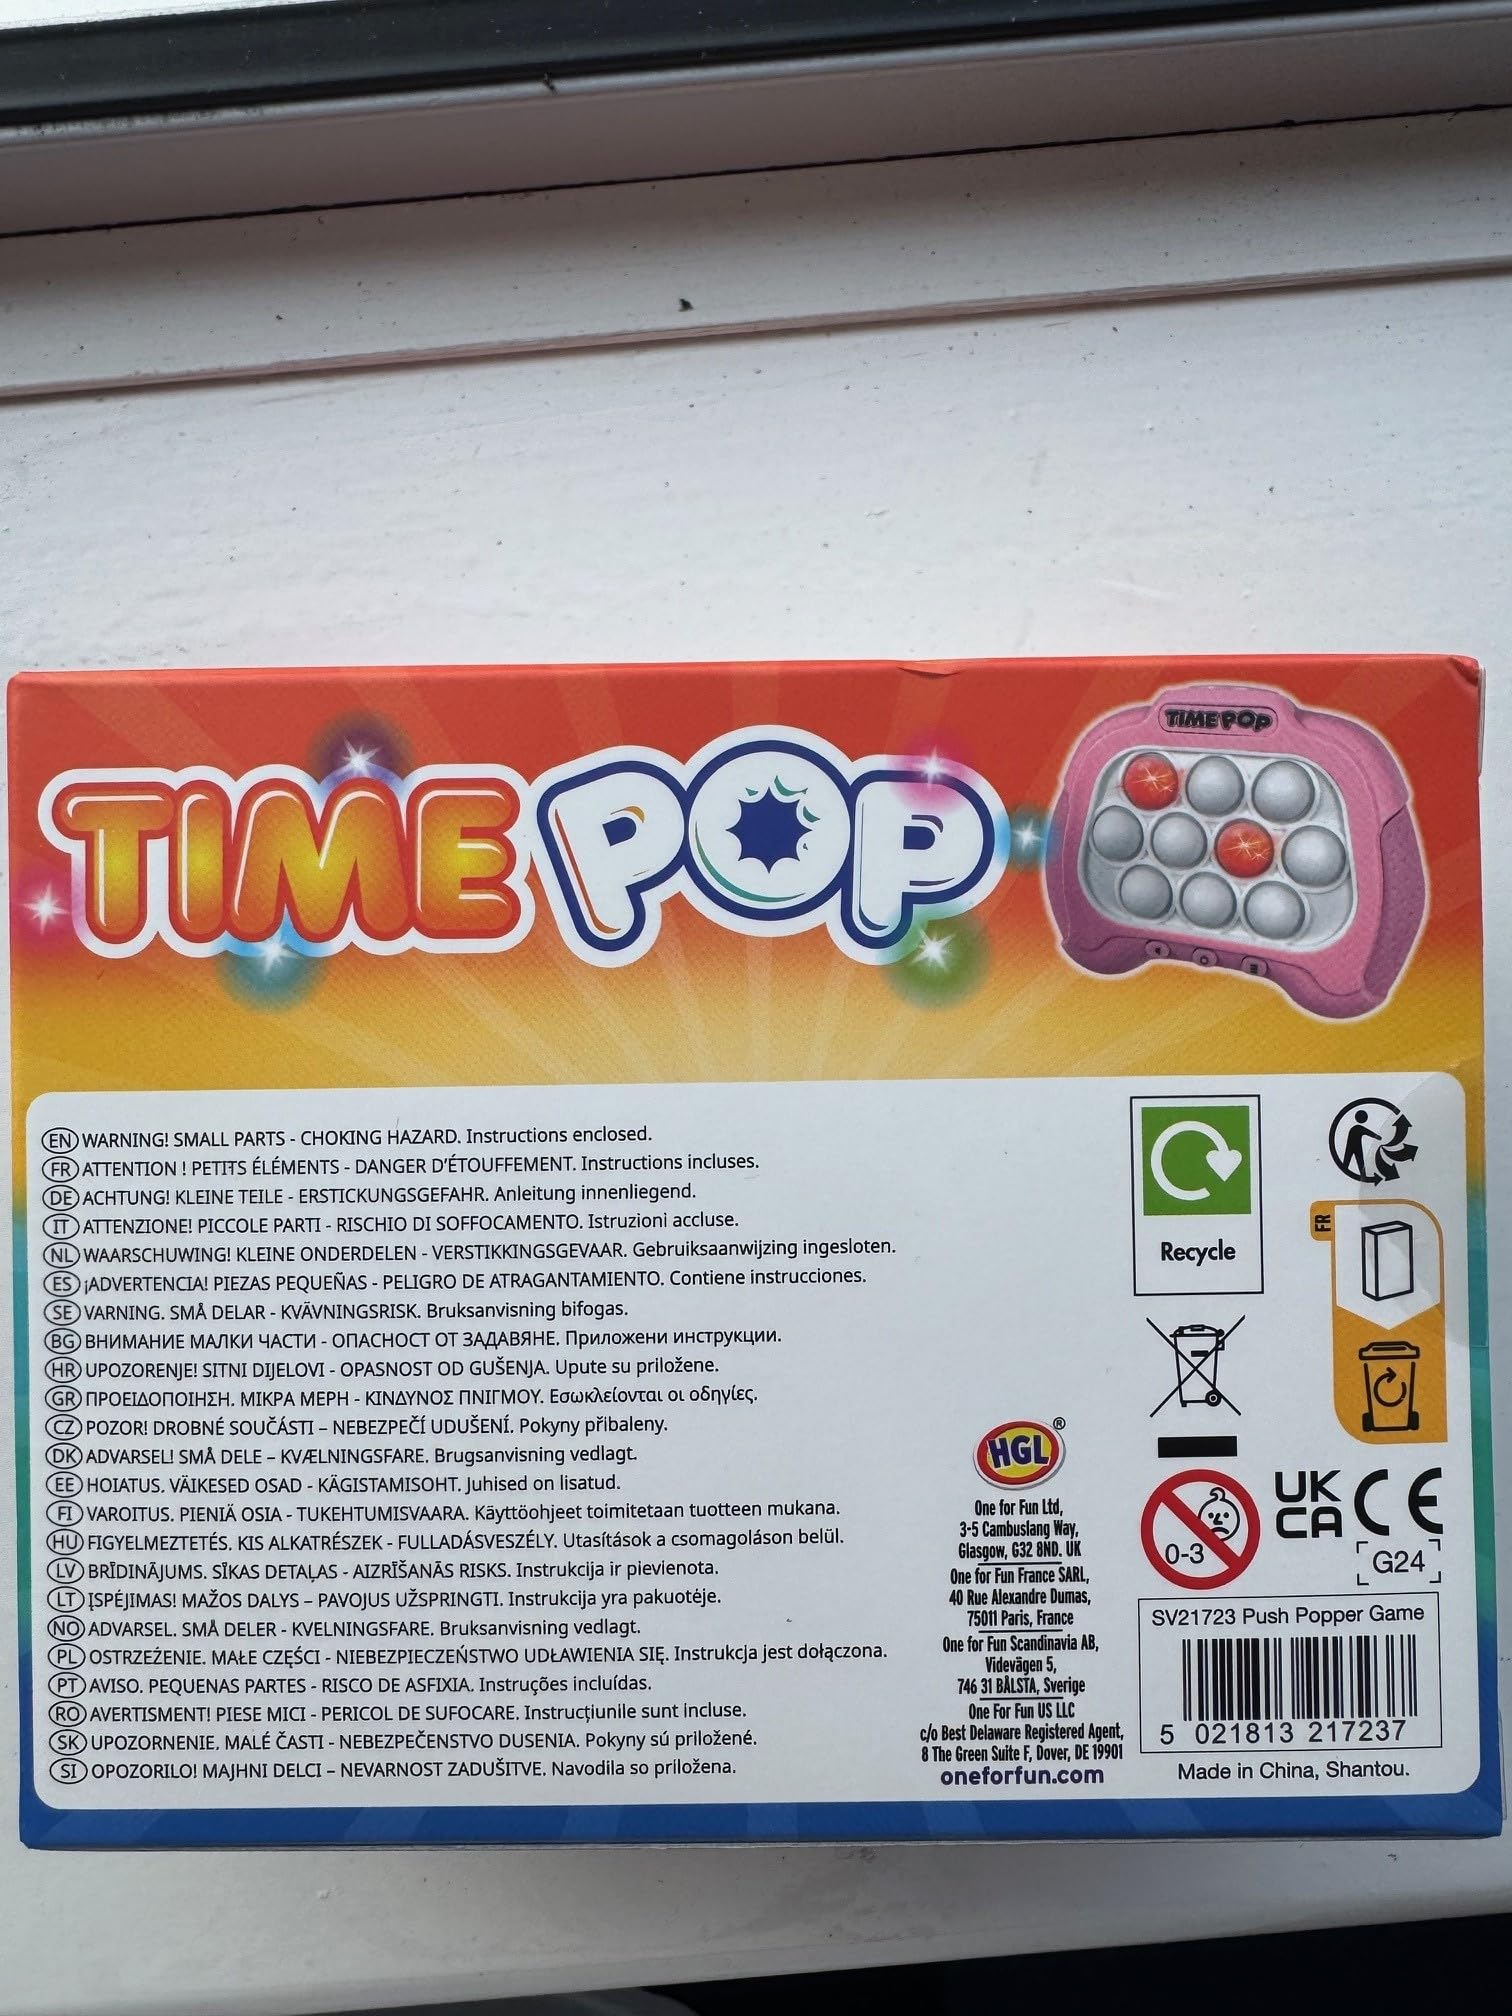 TIME POP
TIME POP
EN WARNING! SMALL PARTS - CHOKING HAZARD. Instructions enclosed.
FR ATTENTION ! PETITS ÉLÉMENTS - DANGER D'ÉTOUFFEMENT. Instructions incluses.
DE ACHTUNG! KLEINE TEILE - ERSTICKUNGSGEFAHR. Anleitung innenliegend.
IT ATTENZIONE! PICCOLE PARTI - RISCHIO DI SOFFOCAMENTO. Istruzioni accluse.
NL WAARSCHUWING! KLEINE ONDERDELEN - VERSTIKKINGSGEVAAR. Gebruiksaanwijzing ingesloten.
ES ¡ADVERTENCIA! PIEZAS PEQUEÑAS - PELIGRO DE ATRAGANTAMIENTO. Contiene instrucciones.
SE VARNING. SMÅ DELAR - KVÄVNINGSRISK. Bruksanvisning bifogas.
BG ВНИМАНИЕ МАЛКИ ЧАСТИ - ОПАСНОСТ ОТ ЗАДАВЯНЕ. Приложени инструкции.
HR UPOZORENJE! SITNI DIJELOVI - OPASNOST OD GUŠENJA. Upute su priložene.
GR ΠΡΟΕΙΔΟΠΟΙΗΣΗ. ΜΙΚΡΑ ΜΕΡΗ - ΚΙΝΔΥΝΟΣ ΠΝΙΓΜΟΥ. Εσωκλείονται οι οδηγίες.
CZ POZOR! DROBNÉ SOUČÁSTI – NEBEZPEČÍ UDUŠENÍ. Pokyny přibaleny.
DK ADVARSEL! SMÅ DELE – KVÆLNINGSFARE. Brugsanvisning vedlagt.
EE HOIATUS. VÄIKESED OSAD - KÄGISTAMISOHT. Juhised on lisatud.
FI VAROITUS. PIENIÄ OSIA - TUKEHTUMISVAARA. Käyttöohjeet toimitetaan tuotteen mukana.
HU FIGYELMEZTETÉS. KIS ALKATRÉSZEK - FULLADÁSVESZÉLY. Utasítások a csomagoláson belül.
LV BRĪDINĀJUMS. SĪKAS DETAĻAS - AIZRĪŠANĀS RISKS. Instrukcija ir pievienota.
LT ĮSPĖJIMAS! MAŽOS DALYS – PAVOJUS UŽSPRINGTI. Instrukcija yra pakuotėje.
NO ADVARSEL. SMÅ DELER - KVELNINGSFARE. Bruksanvisning vedlagt.
PL OSTRZEŻENIE. MAŁE CZĘŚCI - NIEBEZPIECZEŃSTWO UDŁAWIENIA SIĘ. Instrukcja jest dołączona.
PT AVISO. PEQUENAS PARTES - RISCO DE ASFIXIA. Instruções incluídas.
RO AVERTISMENT! PIESE MICI - PERICOL DE SUFOCARE. Instrucțiunile sunt incluse.
SK UPOZORNENIE. MALÉ ČASTI - NEBEZPEČENSTVO DUSENIA. Pokyny sú priložené.
SI OPOZORILO! MAJHNI DELCI – NEVARNOST ZADUŠITVE. Navodila so priložena.
HGL®
One for Fun Ltd,
3-5 Cambuslang Way,
Glasgow, G32 8ND. UK
One for Fun France SARL,
40 Rue Alexandre Dumas,
75011 Paris, France
One for Fun Scandinavia AB,
Videvägen 5,
746 31 BÅLSTA, Sverige
One For Fun US LLC
c/o Best Delaware Registered Agent,
8 The Green Suite F, Dover, DE 19901
oneforfun.com
Recycle
FR
0-3
UK
CA
CE
G24
SV21723 Push Popper Game
5 021813 217237
Made in China, Shantou.